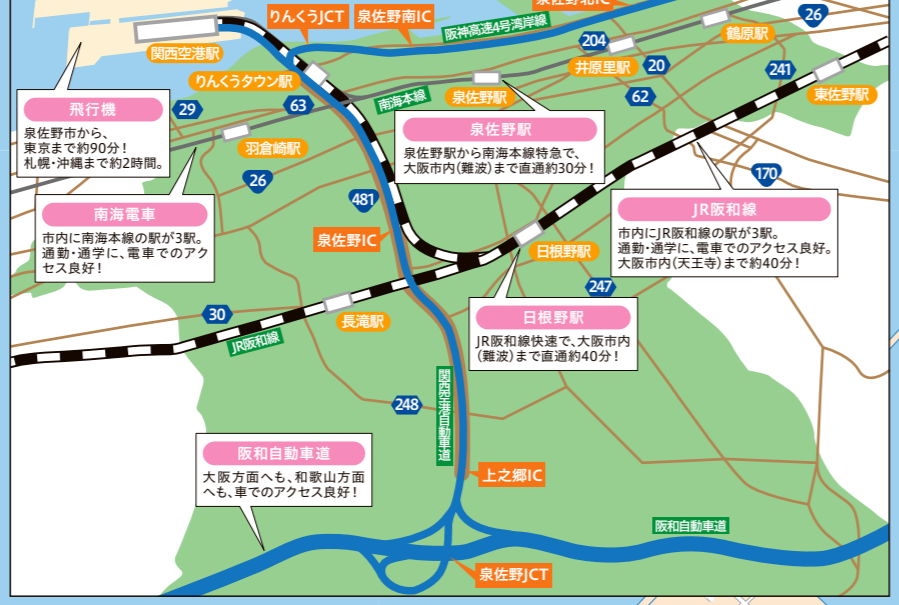 りんくうJCT
泉佐野南IC
泉佐野北IC
阪神高速4号湾岸線
26
関西空港駅
204
鶴原駅
井原里駅
20
241
りんくうタウン駅
東佐野駅
62
南海本線
泉佐野駅
29
63
飛行機
泉佐野市から、
東京まで約90分!
札幌・沖縄まで約2時間。
羽倉崎駅
26
泉佐野駅
泉佐野駅から南海本線特急で、
大阪市内(難波)まで直通約30分!
170
南海電車
市内に南海本線の駅が3駅。
通勤・通学に、電車でのアク
セス良好!
481
泉佐野IC
JR阪和線
市内にJR阪和線の駅が3駅。
通勤・通学に、電車でのアクセス良好。
大阪市内(天王寺)まで約40分!
日根野駅
247
30
長滝駅
JR阪和線
日根野駅
JR阪和線快速で、大阪市内
(難波)まで直通約40分!
関西空港自動車道
248
阪和自動車道
大阪方面へも、和歌山方面
へも、車でのアクセス良好!
上之郷IC
阪和自動車道
泉佐野JCT